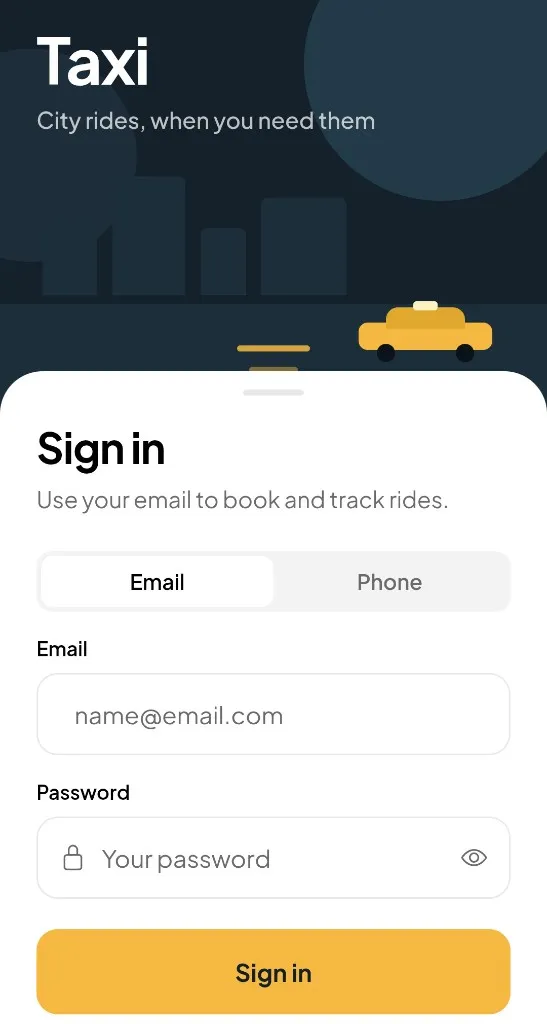 Taxi
City rides, when you need them
Sign in
Use your email to book and track rides.
Email
Phone
Email
name@email.com
Password
Your password
Sign in